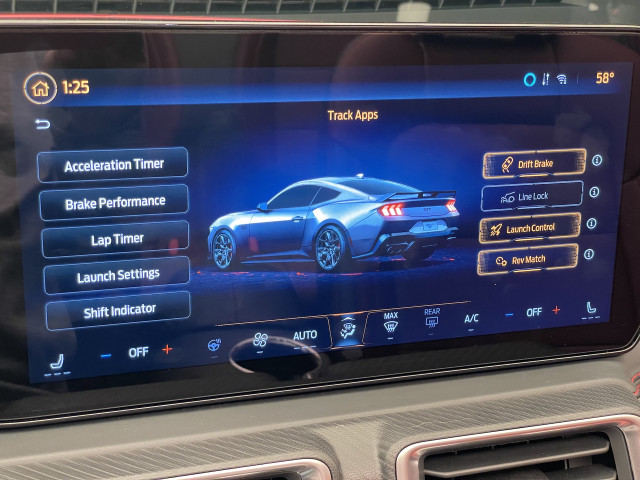 1:25
58°
Track Apps
Acceleration Timer
Brake Performance
Lap Timer
Launch Settings
Shift Indicator
Drift Brake
Line Lock
Launch Control
Rev Match
OFF
AUTO
MAX
REAR
A/C
OFF